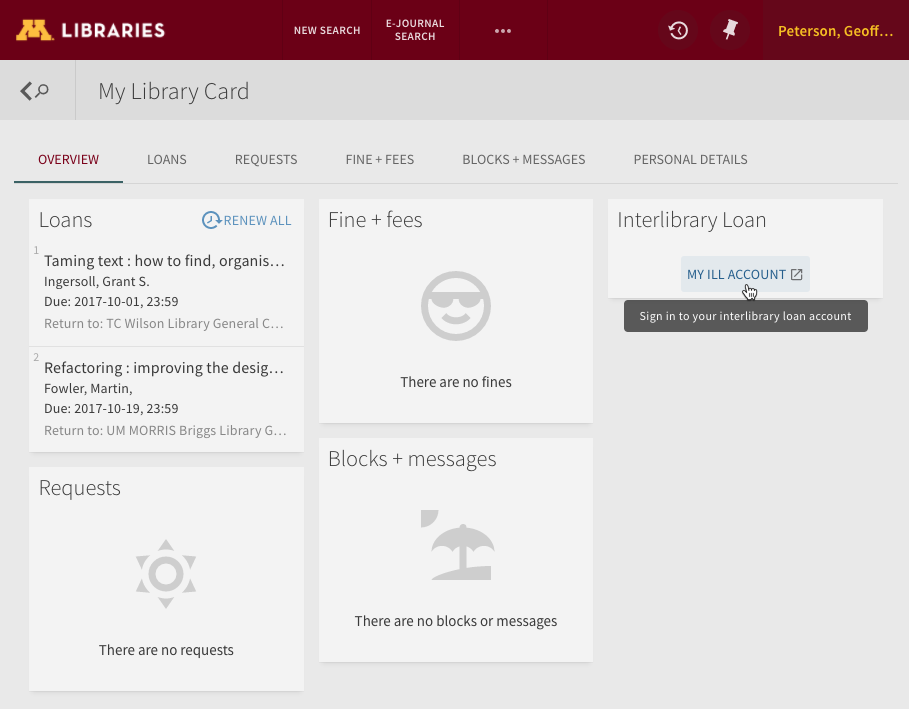 M LIBRARIES
NEW SEARCH
E-JOURNAL
SEARCH
Peterson, Geoff…
My Library Card
OVERVIEW
LOANS
REQUESTS
FINE + FEES
BLOCKS + MESSAGES
PERSONAL DETAILS
Loans
RENEW ALL
1
Taming text : how to find, organis…
Ingersoll, Grant S.
Due: 2017-10-01, 23:59
Return to: TC Wilson Library General C…
2
Refactoring : improving the desig…
Fowler, Martin,
Due: 2017-10-19, 23:59
Return to: UM MORRIS Briggs Library G…
Requests
There are no requests
Fine + fees
There are no fines
Blocks + messages
There are no blocks or messages
Interlibrary Loan
MY ILL ACCOUNT
Sign in to your interlibrary loan account